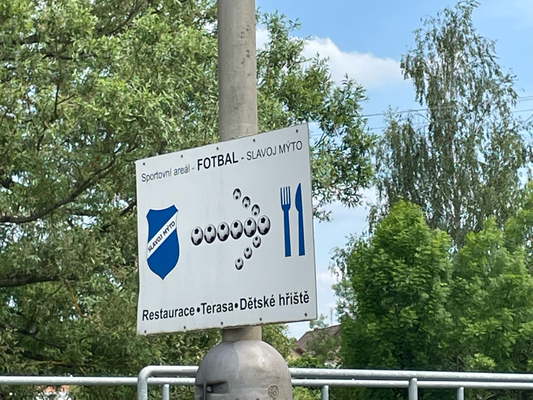 Sportovní areál - FOTBAL - SLAVOJ MÝTO
SLAVOJ MÝTO
Restaurace•Terasa•Dětské hřiště